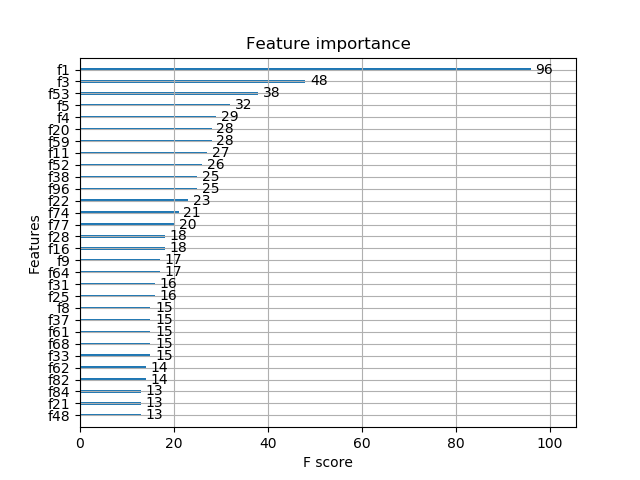 Feature importance
f1 96
f3 48
f53 38
f5 32
f4 29
f20 28
f59 28
f11 27
f52 26
f38 25
f96 25
f22 23
f74 21
f77 20
f28 18
f16 18
f9 17
f64 17
f31 16
f25 16
f8 15
f37 15
f61 15
f68 15
f33 15
f62 14
f82 14
f84 13
f21 13
f48 13
Features
0 20 40 60 80 100
F score